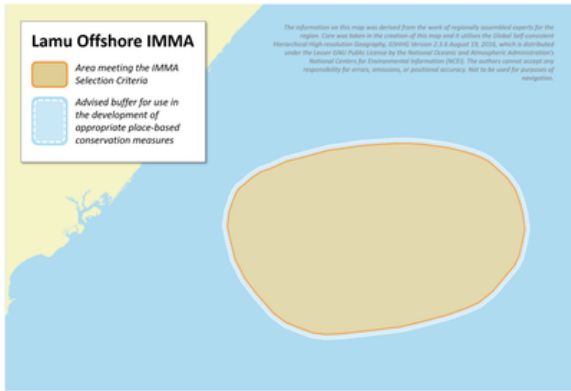 Lamu Offshore IMMA
Area meeting the IMMA
Selection Criteria
Advised buffer for use in
the development of
appropriate place-based
conservation measures
The information on this map was derived from the work of regionally assembled experts for the
region. Care was taken in the creation of this map and it utilises the Global Self-consistent
Hierarchical High-resolution Geography, GSHHG Version 2.3.6 August 19, 2016, which is distributed
under the Lesser GNU Public License by the National Oceanic and Atmospheric Administration's
National Centers for Environmental Information (NCEI). The authors cannot accept any
responsibility for errors, omissions, or positional accuracy. Not to be used for purposes of
navigation.